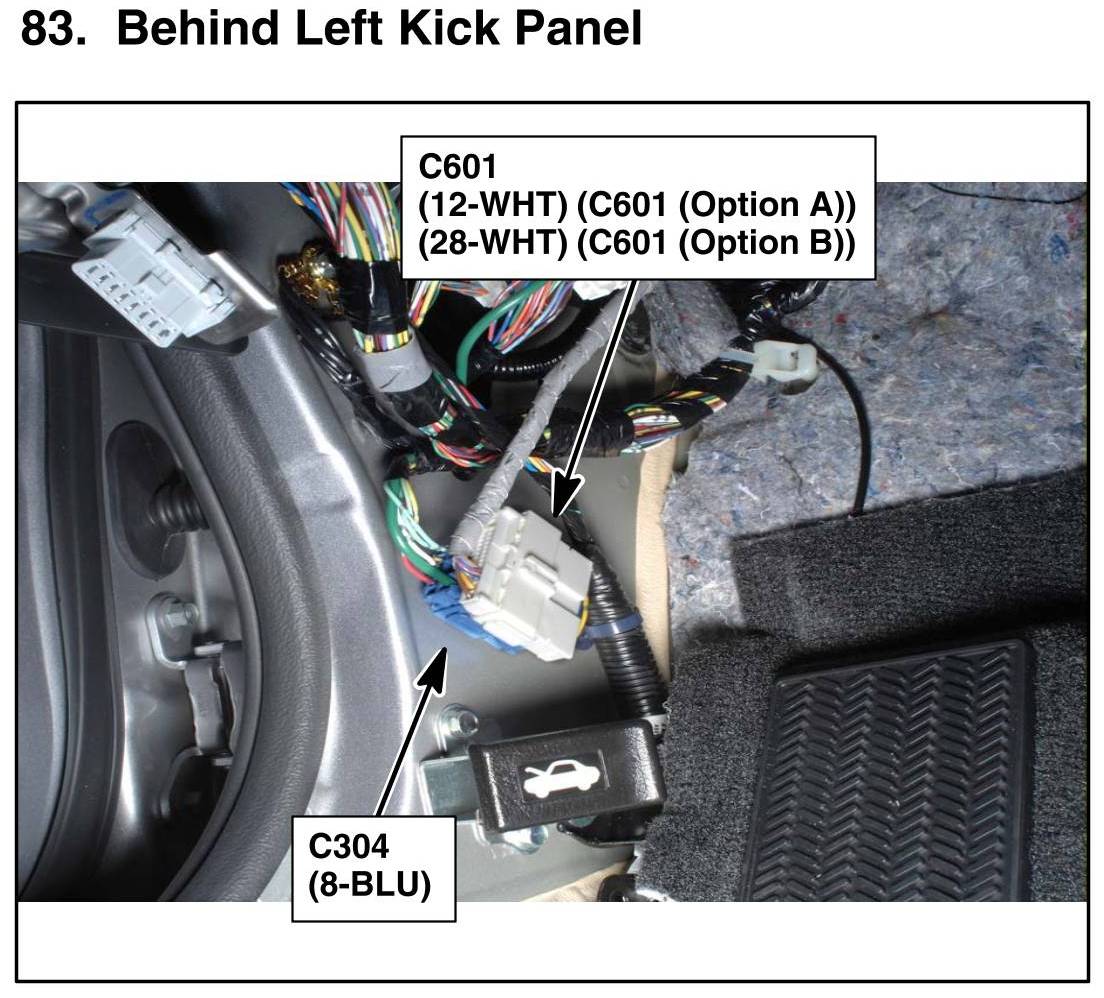 83. Behind Left Kick Panel
C601
(12-WHT) (C601 (Option A))
(28-WHT) (C601 (Option B))
C304
(8-BLU)